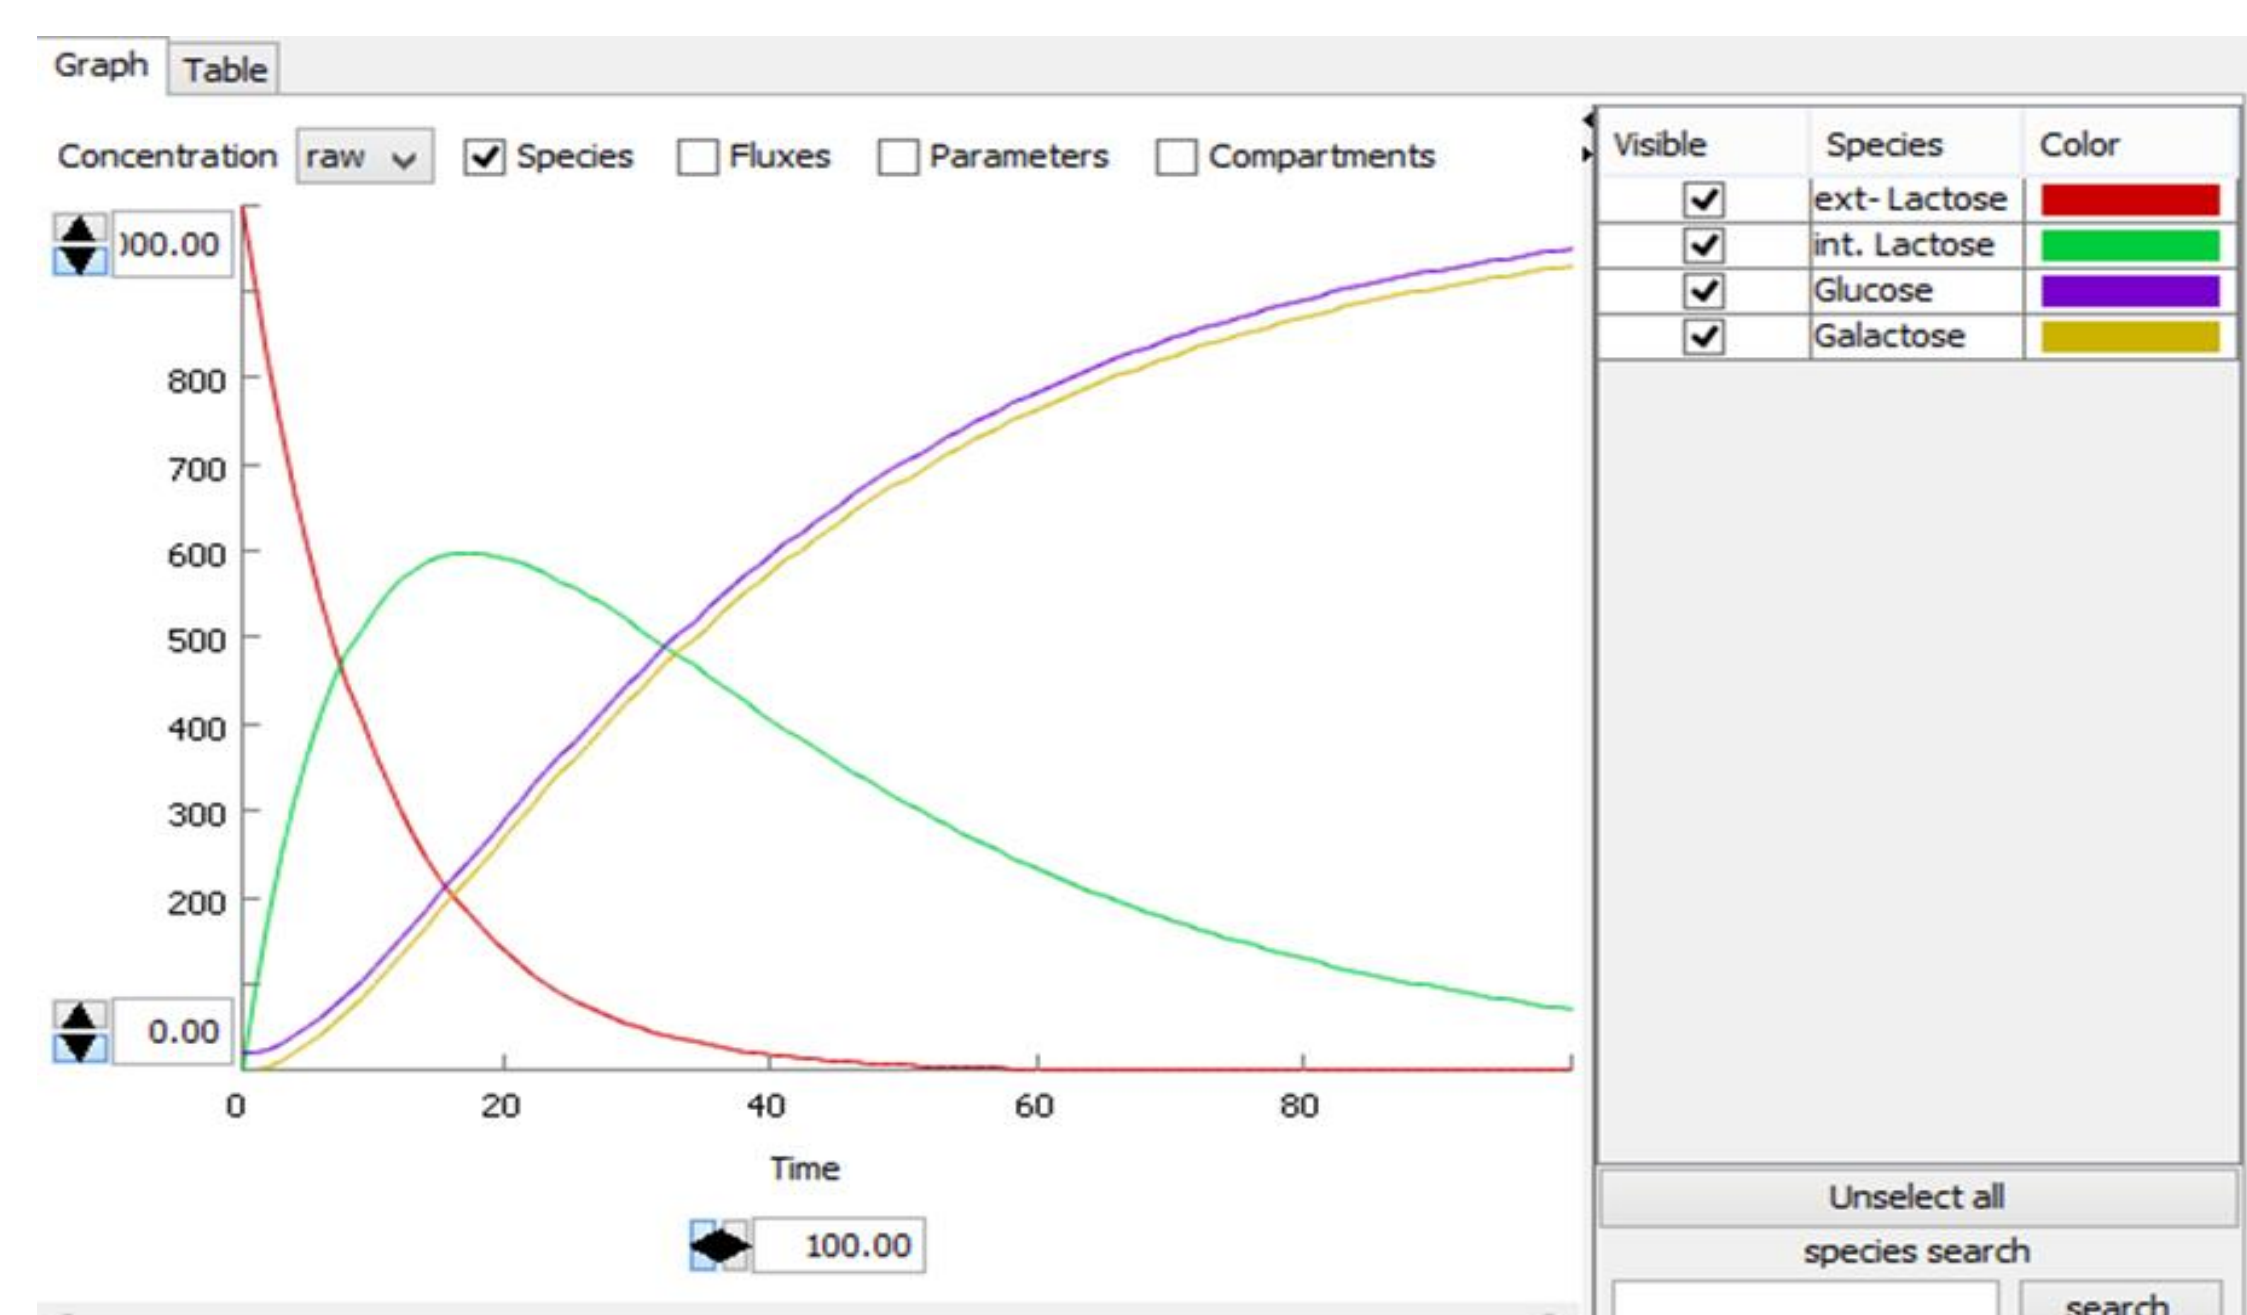 Graph Table
Concentration raw Species Fluxes Parameters Compartments
Visible Species Color
ext- Lactose
int. Lactose
Glucose
Galactose
)00.00
800
700
600
500
400
300
200
0.00
0 20 40 60 80
Time
100.00
Unselect all
species search
search